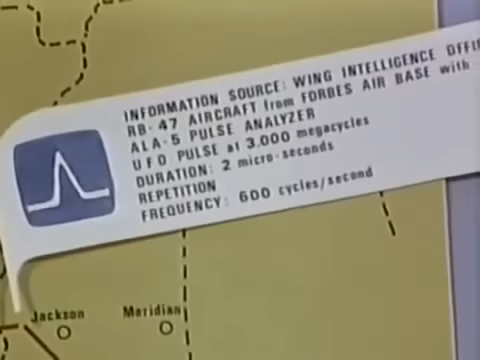 INFORMATION SOURCE: WING INTELLIGENCE
RB-47 AIRCRAFT from FORBES AIR BASE with
ALA-5 PULSE ANALYZER
UFO PULSE at 3,000 megacycles
DURATION: 2 micro-seconds
REPETITION
FREQUENCY: 600 cycles/second
Jackson
Meridian